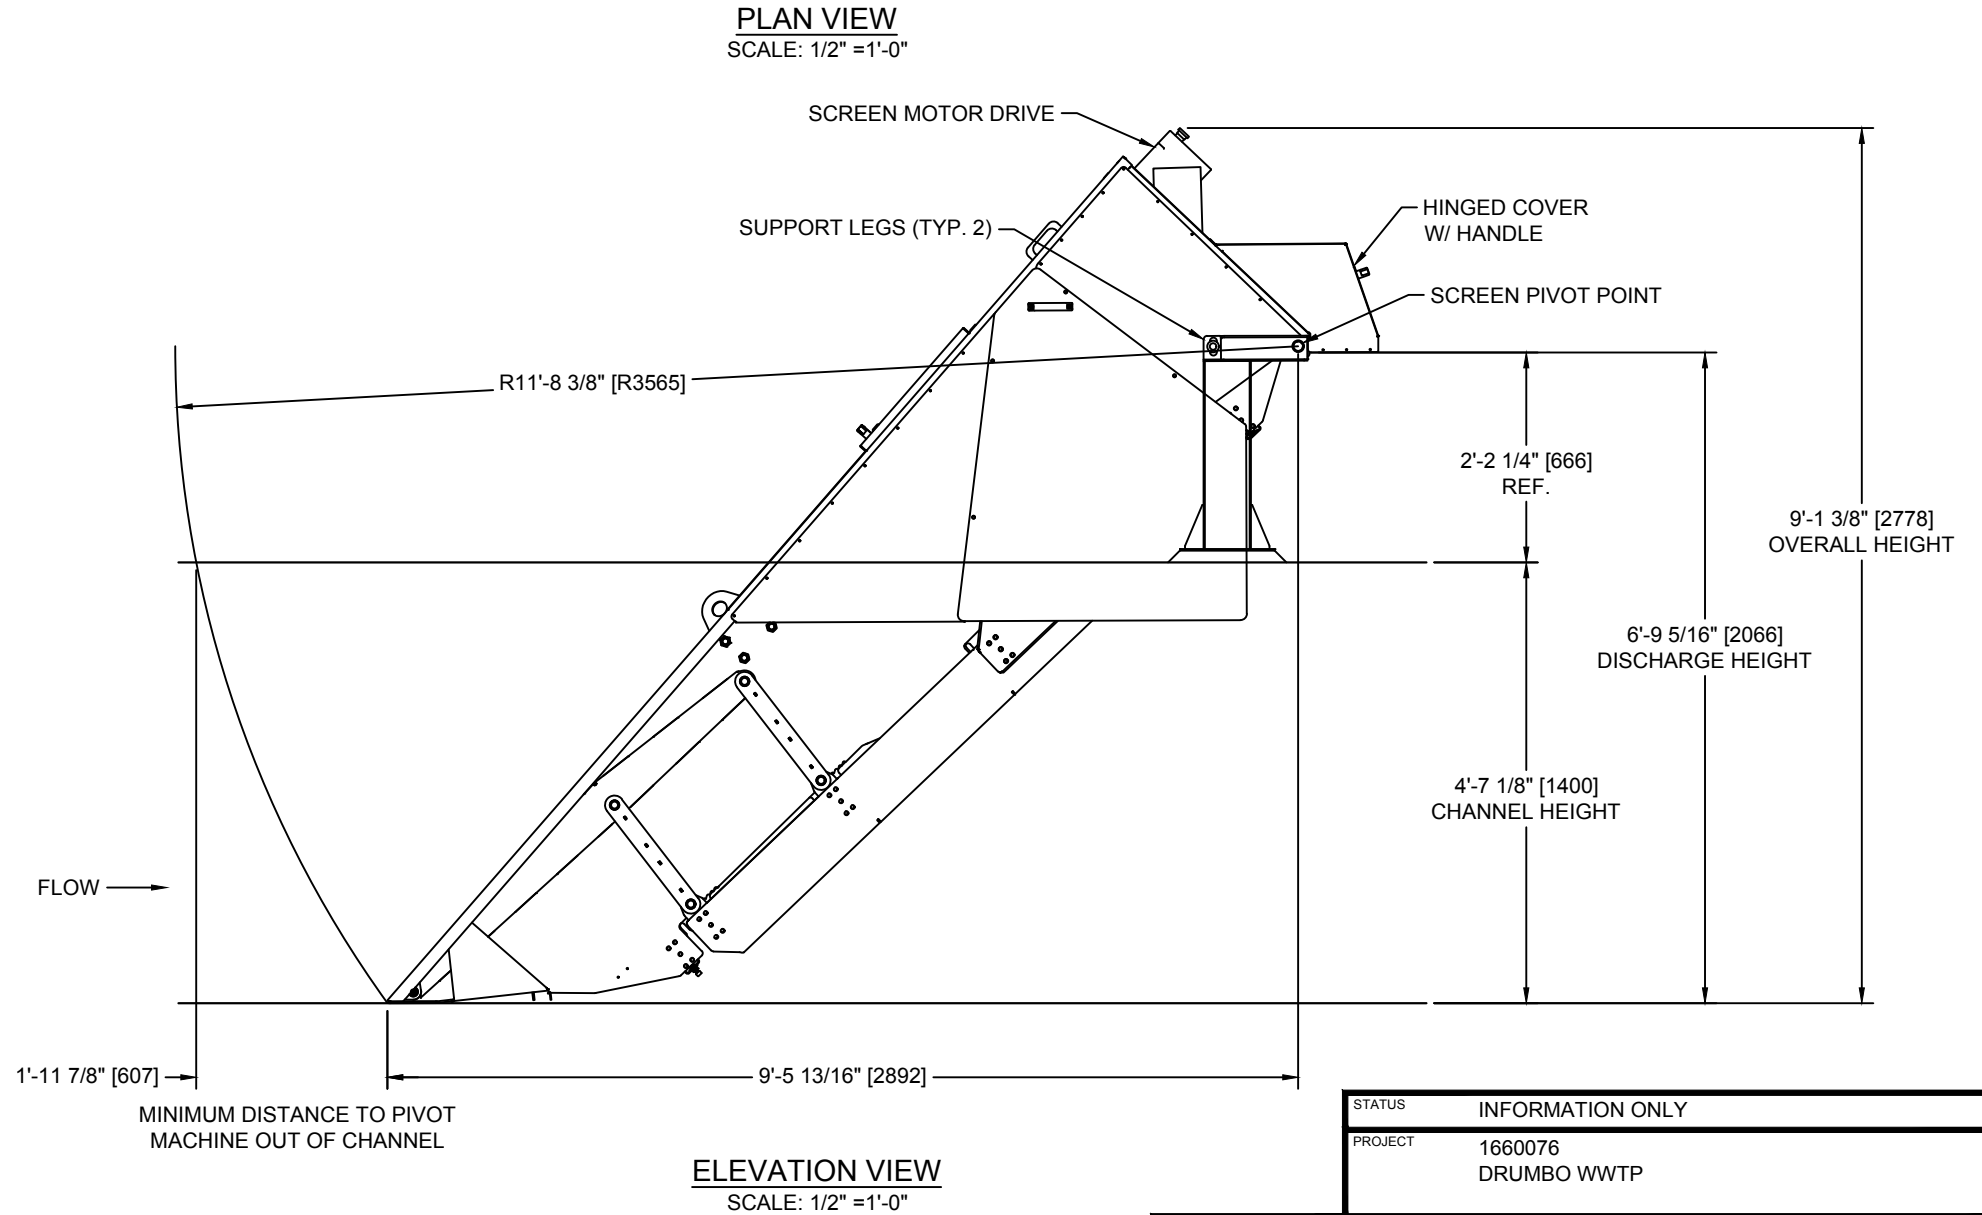 PLAN VIEW
SCALE: 1/2" =1'-0"
SCREEN MOTOR DRIVE
SUPPORT LEGS (TYP. 2)
HINGED COVER
W/ HANDLE
SCREEN PIVOT POINT
R11'-8 3/8" [R3565]
2'-2 1/4" [666]
REF.
9'-1 3/8" [2778]
OVERALL HEIGHT
6'-9 5/16" [2066]
DISCHARGE HEIGHT
4'-7 1/8" [1400]
CHANNEL HEIGHT
FLOW
1'-11 7/8" [607]
9'-5 13/16" [2892]
MINIMUM DISTANCE TO PIVOT
MACHINE OUT OF CHANNEL
ELEVATION VIEW
SCALE: 1/2" =1'-0"
STATUS INFORMATION ONLY
PROJECT 1660076
DRUMBO WWTP